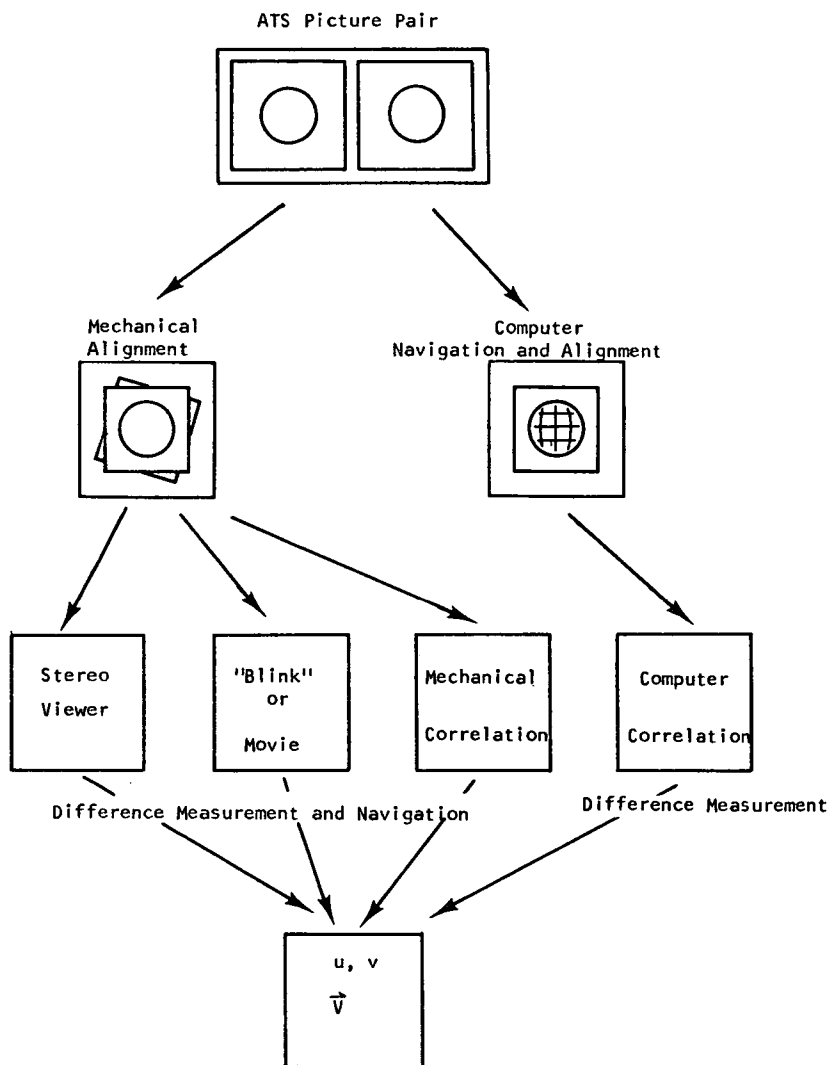 ATS Picture Pair
Mechanical
Alignment
Computer
Navigation and Alignment
Stereo
Viewer
"Blink"
or
Movie
Mechanical
Correlation
Computer
Correlation
Difference Measurement and Navigation
Difference Measurement
u, v
V⃗